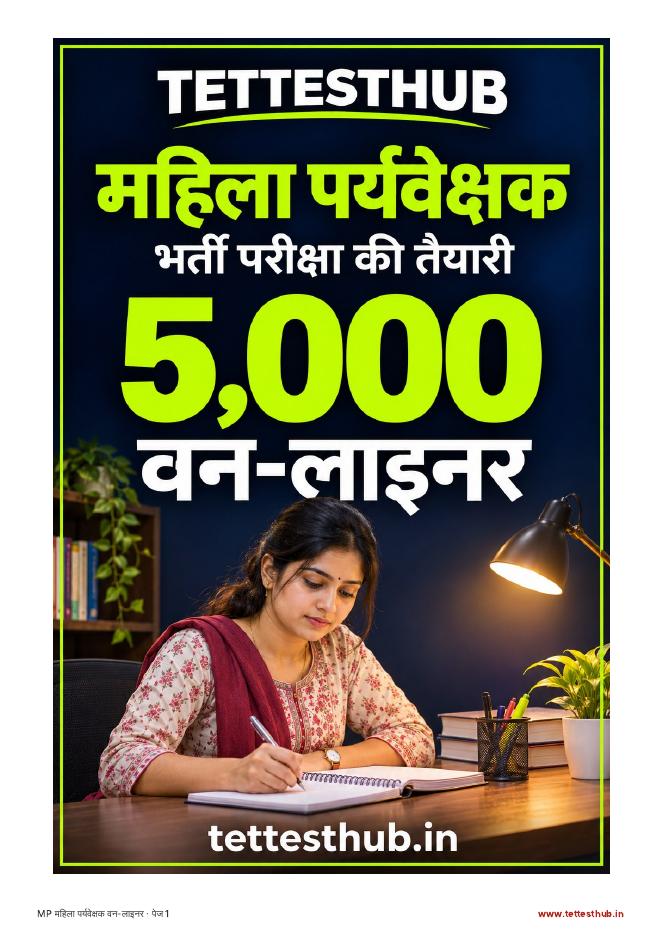 TETTESTHUB
महिला पर्यवेक्षक
भर्ती परीक्षा की तैयारी
5,000
वन-लाइनर
tettesthub.in
MP महिला पर्यवेक्षक वन-लाइनर · पेज 1
www.tettesthub.in